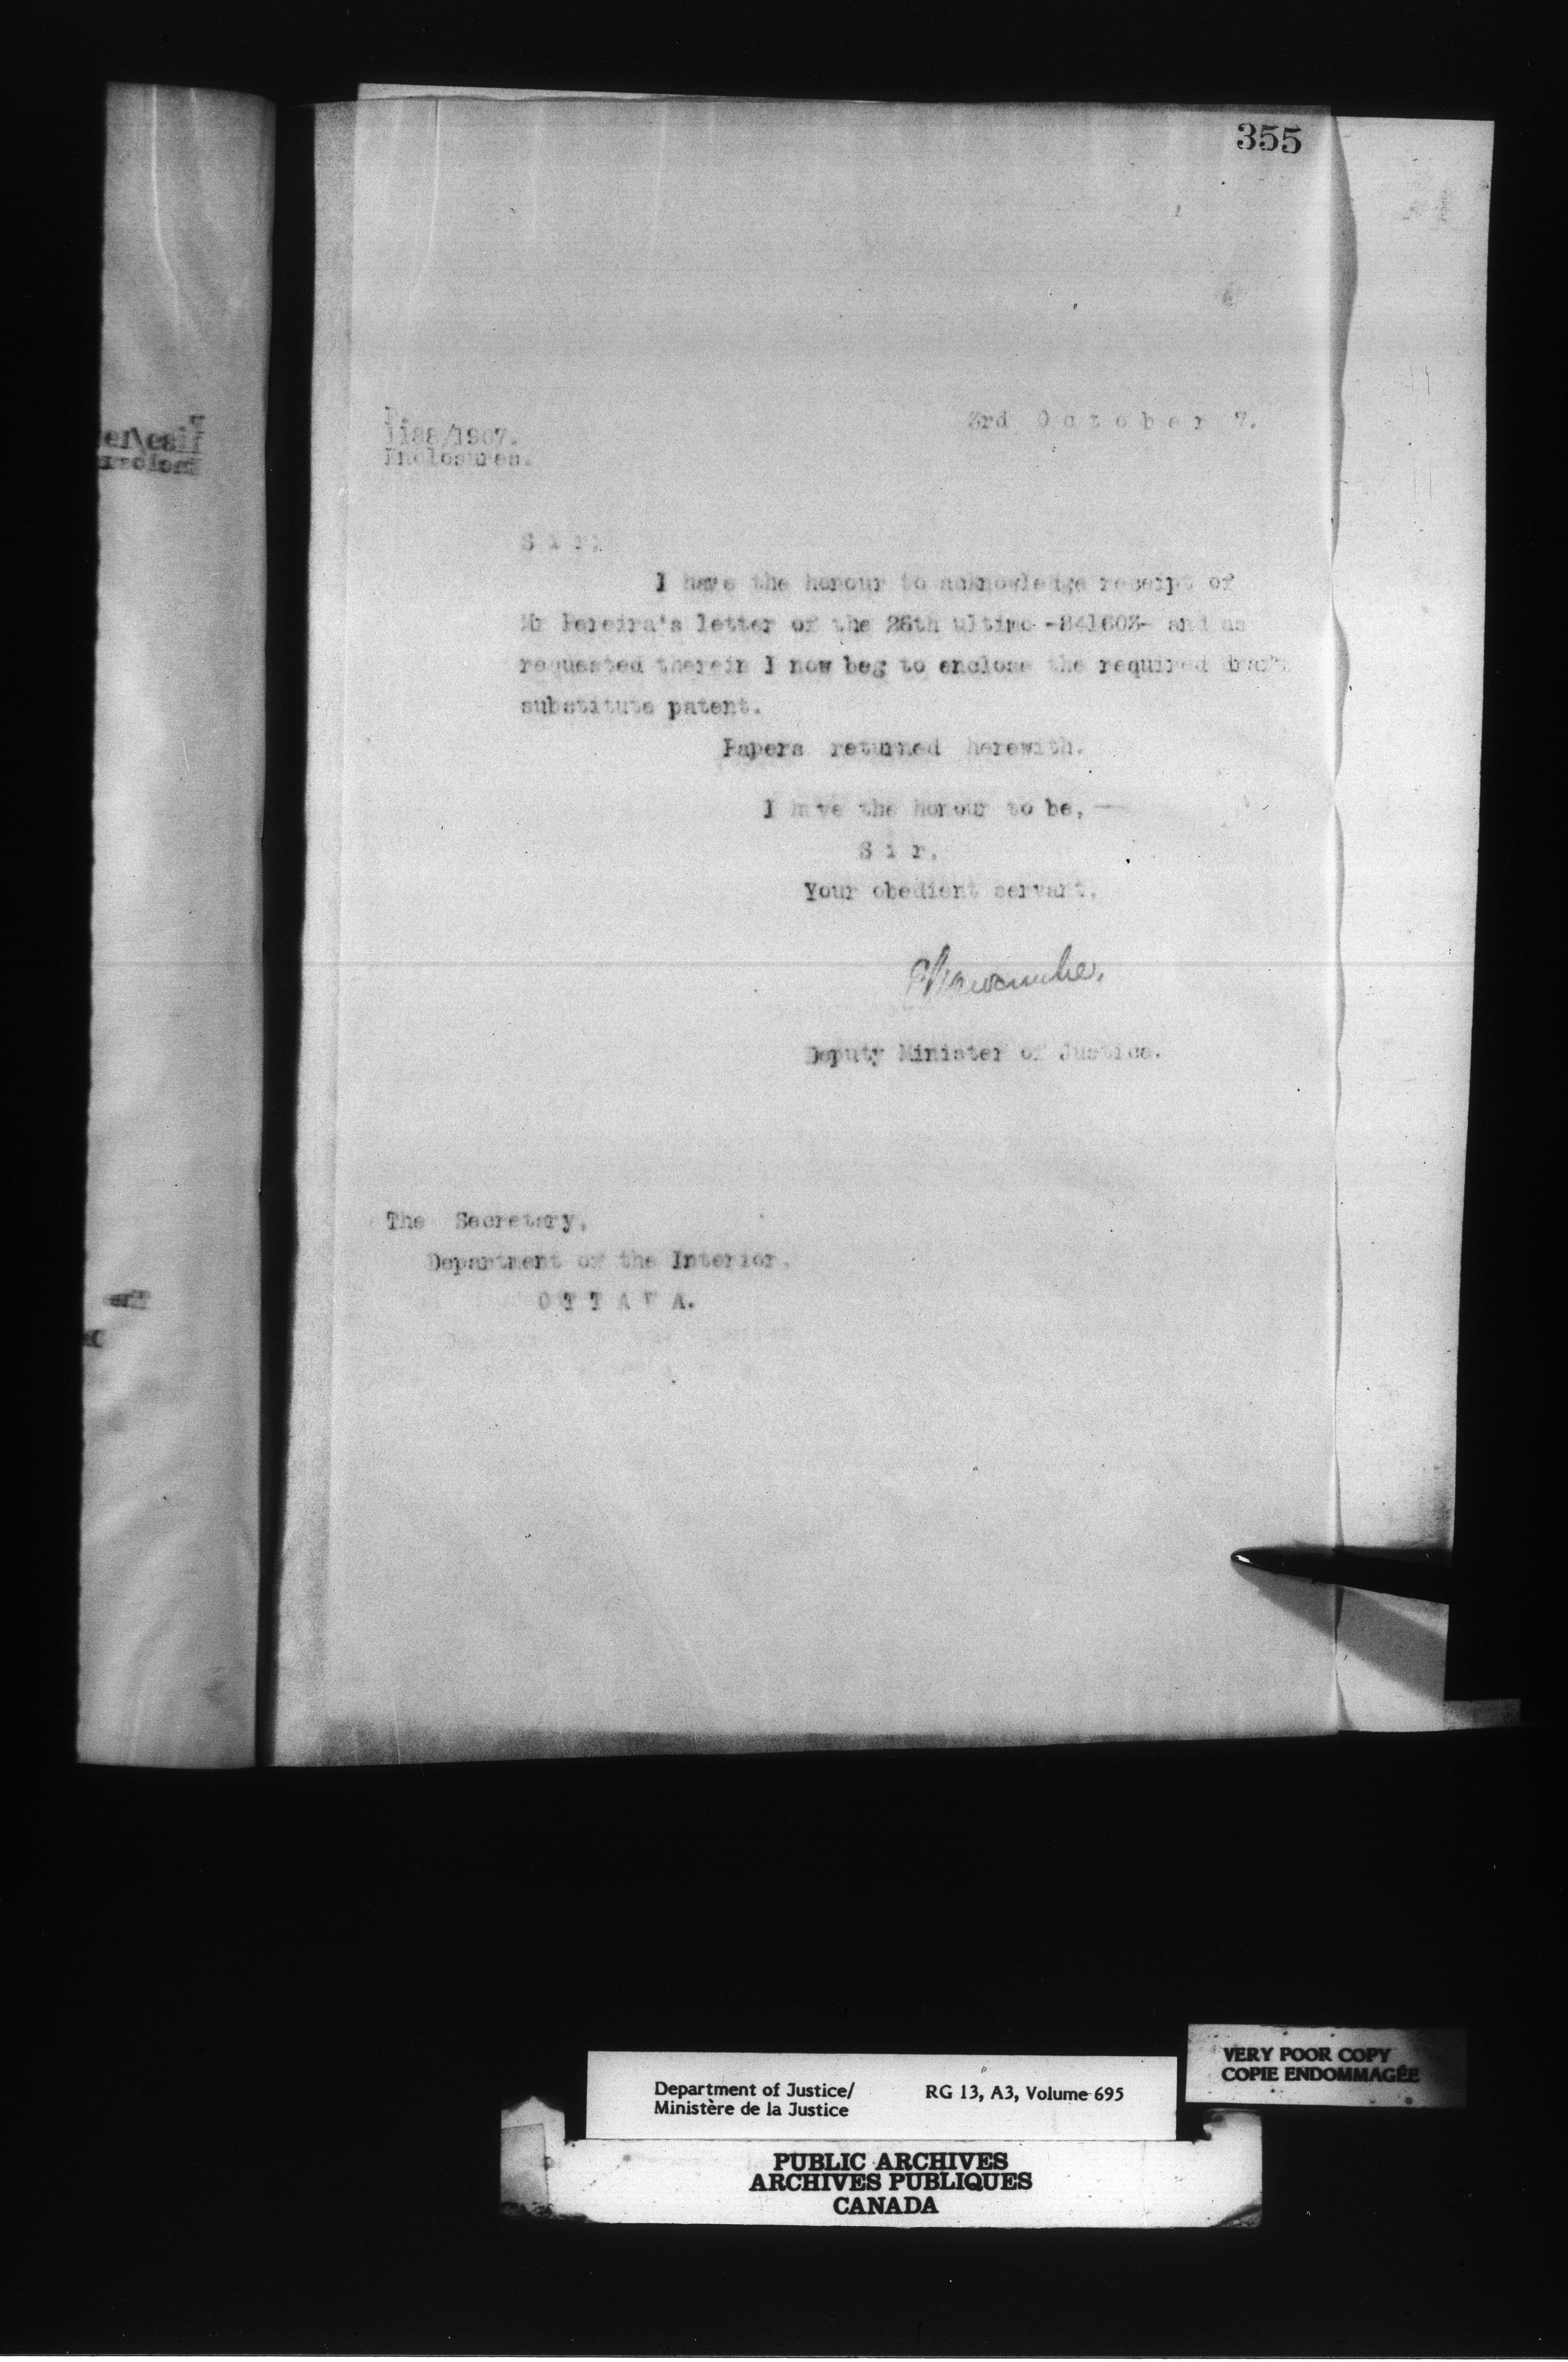 355
3rd October 7.
1188/1907.
Enclosures.
Sir,
I have the honour to acknowledge receipt of
Mr Pereira's letter of the 26th ultimo -841603- and as
requested therein I now beg to enclose the required
substitute patent.
Papers returned herewith.
I have the honour to be,
Sir,
Your obedient servant,
Deputy Minister of Justice.
The Secretary,
Department of the Interior,
OTTAWA.
VERY POOR COPY
COPIE ENDOMMAGÉE
Department of Justice/ RG 13, A3, Volume 695
Ministère de la Justice
PUBLIC ARCHIVES
ARCHIVES PUBLIQUES
CANADA